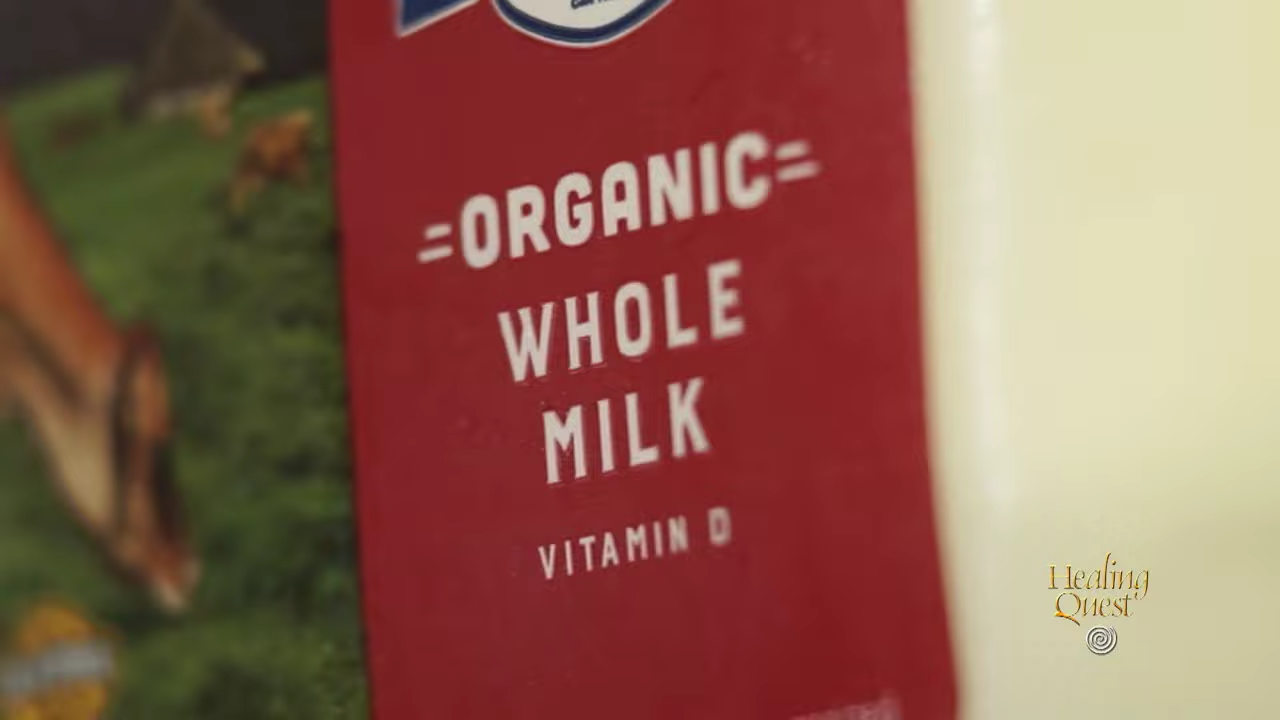 =ORGANIC=
WHOLE
MILK
VITAMIN D
Healing
Quest